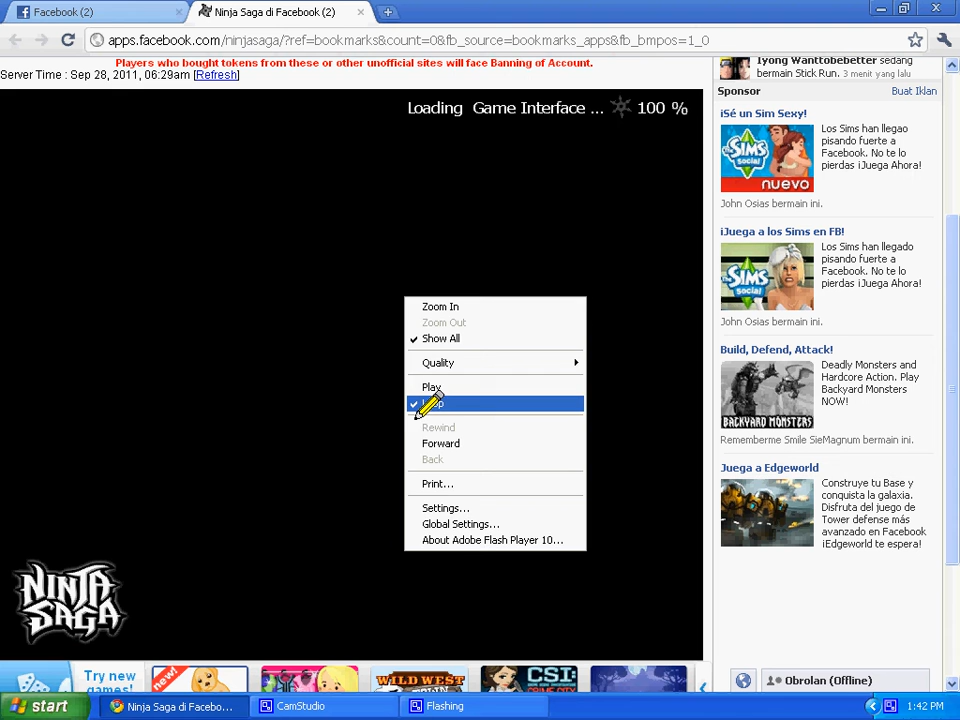 Facebook (2)
Ninja Saga di Facebook (2)
apps.facebook.com/ninjasaga/?ref=bookmarks&count=0&fb_source=bookmarks_apps&fb_bmpos=1_0
Players who bought tokens from these or other unofficial sites will face Banning of Account.
Server Time : Sep 28, 2011, 06:29am [Refresh]
Loading Game Interface ... 100 %
Zoom In
Zoom Out
Show All
Quality
Play
Rewind
Forward
Back
Print...
Settings...
Global Settings...
About Adobe Flash Player 10...
NINJA
SAGA
Iyong Wanttobebetter sedang
bermain Stick Run. 3 menit yang lalu
Sponsor
Buat Iklan
¡Sé un Sim Sexy!
The Sims social
nuevo
Los Sims han llegao
pisando fuerte a
Facebook. No te lo
pierdas ¡Juega Ahora!
John Osias bermain ini.
¡Juega a los Sims en FB!
The Sims social
Los Sims han llegado
pisando fuerte a
Facebook. No te lo
pierdas ¡Juega Ahora!
John Osias bermain ini.
Build, Defend, Attack!
BACKYARD MONSTERS
Deadly Monsters and
Hardcore Action. Play
Backyard Monsters
NOW!
Rememberme Smile SieMagnum bermain ini.
Juega a Edgeworld
Construye tu Base y
conquista la galaxia.
Disfruta del juego de
Tower defense más
avanzado en Facebook
¡Edgeworld te espera!
Try new
games!
new!
WILD WEST
CSI:
Obrolan (Offline)
start
Ninja Saga di Facebo...
CamStudio
Flashing
1:42 PM